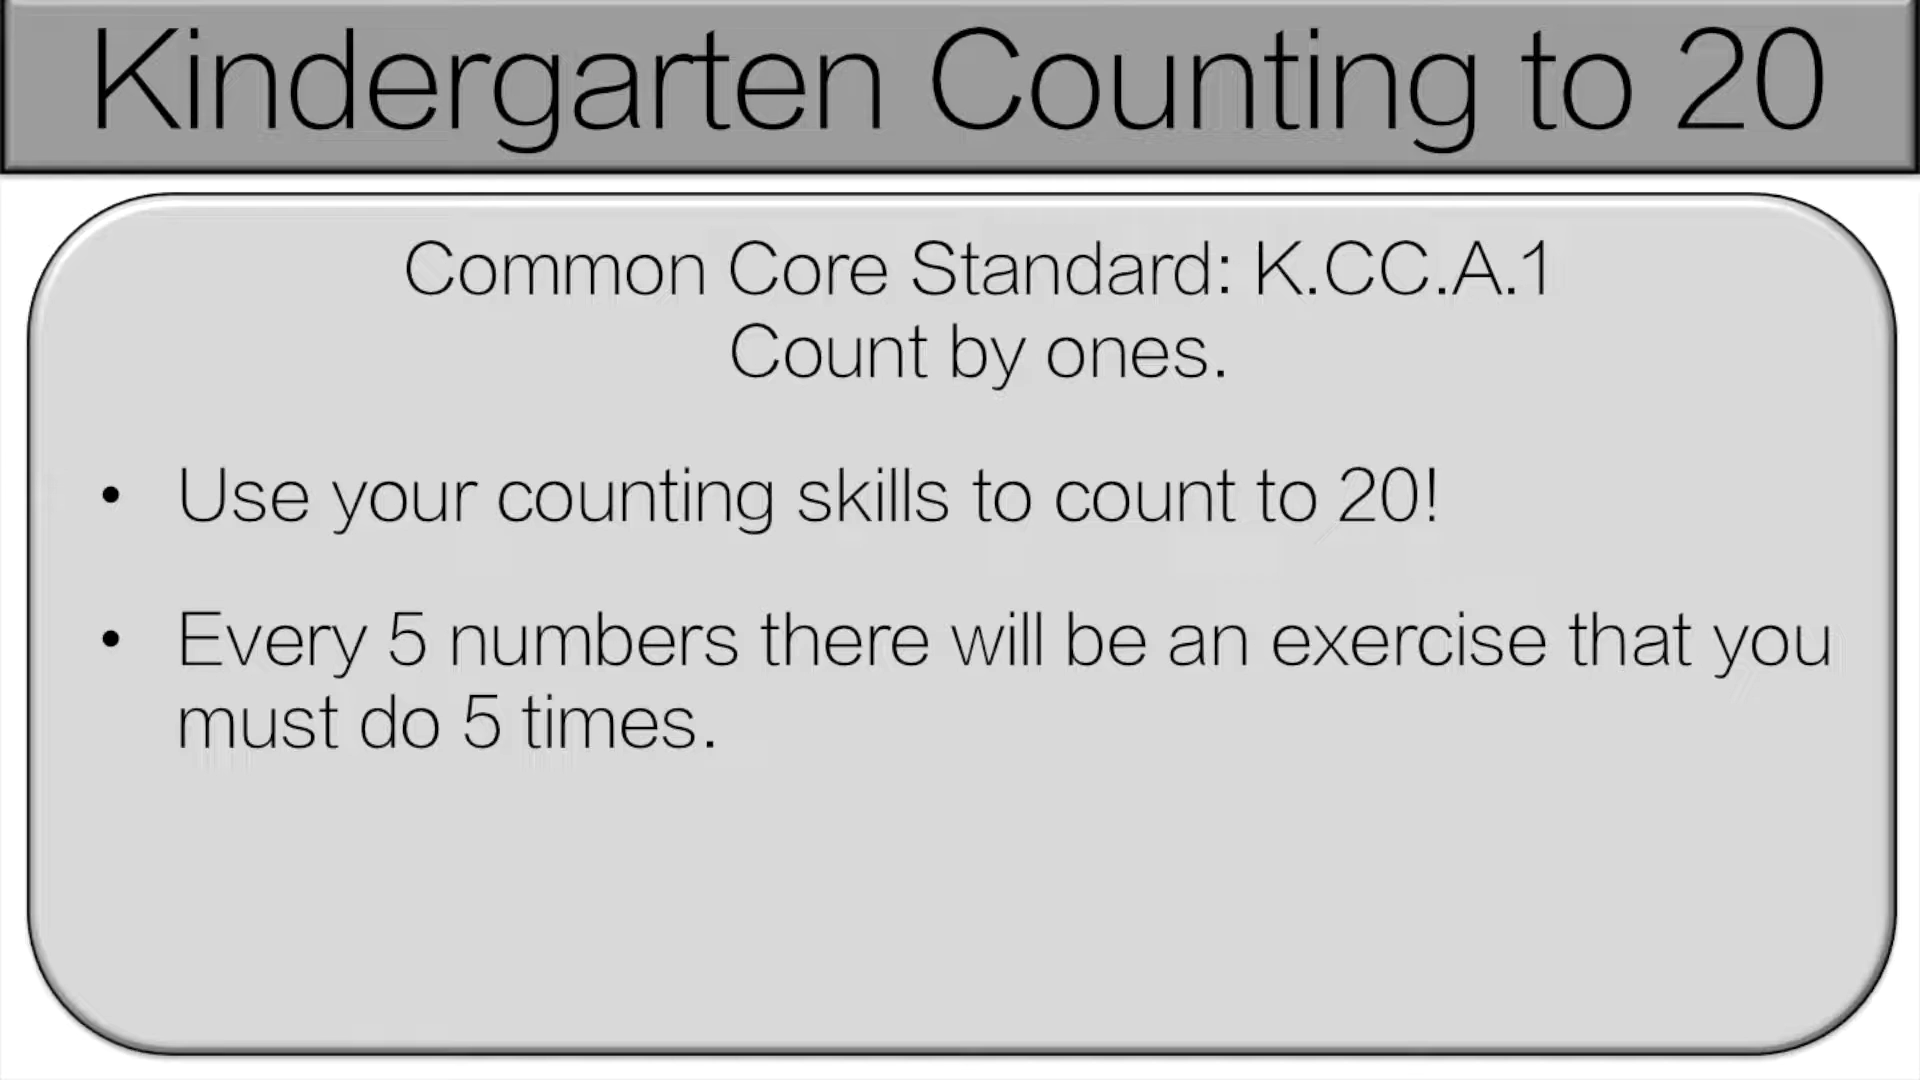 Kindergarten Counting to 20
Common Core Standard: K.CC.A.1
Count by ones.
• Use your counting skills to count to 20!
• Every 5 numbers there will be an exercise that you
must do 5 times.